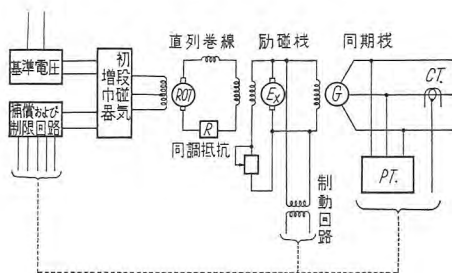 直列巻線
励磁桟
同期桟
基準電圧
初段磁気
増巾器
補償および
制限回路
ROT
R
同調抵抗
Ex
G
CT.
PT.
制動回路